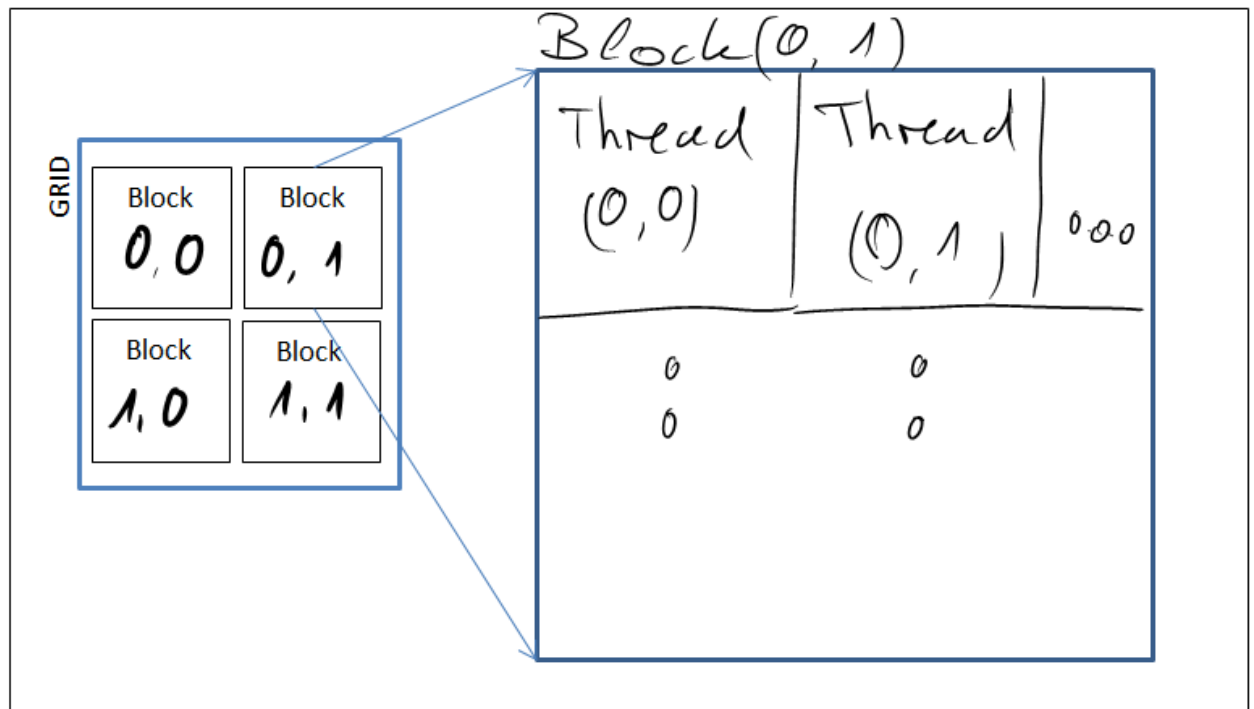 Block(0, 1)
GRID
Block
0,0
Block
0, 1
Block
1,0
Block
1,1
Thread
(0,0)
Thread
(0,1)
...